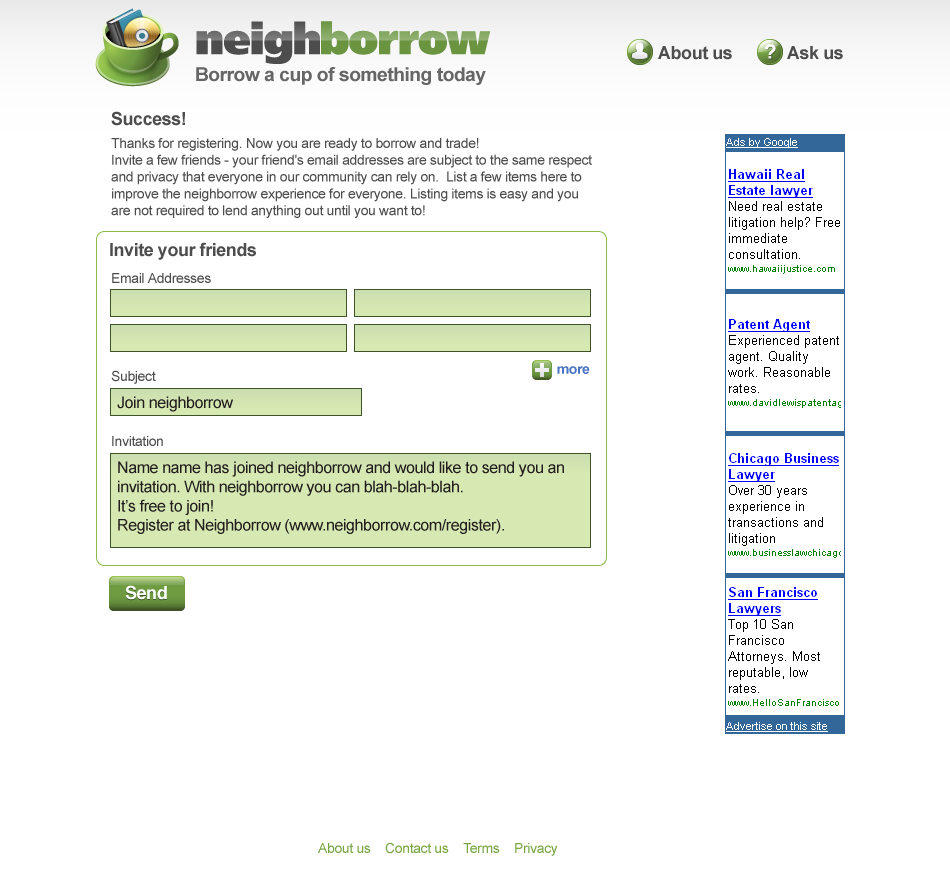 neighborrow
Borrow a cup of something today
About us
Ask us
Success!
Thanks for registering. Now you are ready to borrow and trade!
Invite a few friends - your friend's email addresses are subject to the same respect
and privacy that everyone in our community can rely on.  List a few items here to
improve the neighborrow experience for everyone. Listing items is easy and you
are not required to lend anything out until you want to!
Invite your friends
Email Addresses
more
Subject
Join neighborrow
Invitation
Name name has joined neighborrow and would like to send you an
invitation. With neighborrow you can blah-blah-blah.
It's free to join!
Register at Neighborrow (www.neighborrow.com/register).
Send
Ads by Google
Hawaii Real
Estate lawyer
Need real estate
litigation help? Free
immediate
consultation.
www.hawaiijustice.com
Patent Agent
Experienced patent
agent. Quality
work. Reasonable
rates.
www.davidlewispatentag
Chicago Business
Lawyer
Over 30 years
experience in
transactions and
litigation
www.businesslawchicago
San Francisco
Lawyers
Top 10 San
Francisco
Attorneys. Most
reputable, low
rates.
www.HelloSanFrancisco
Advertise on this site
About us
Contact us
Terms
Privacy